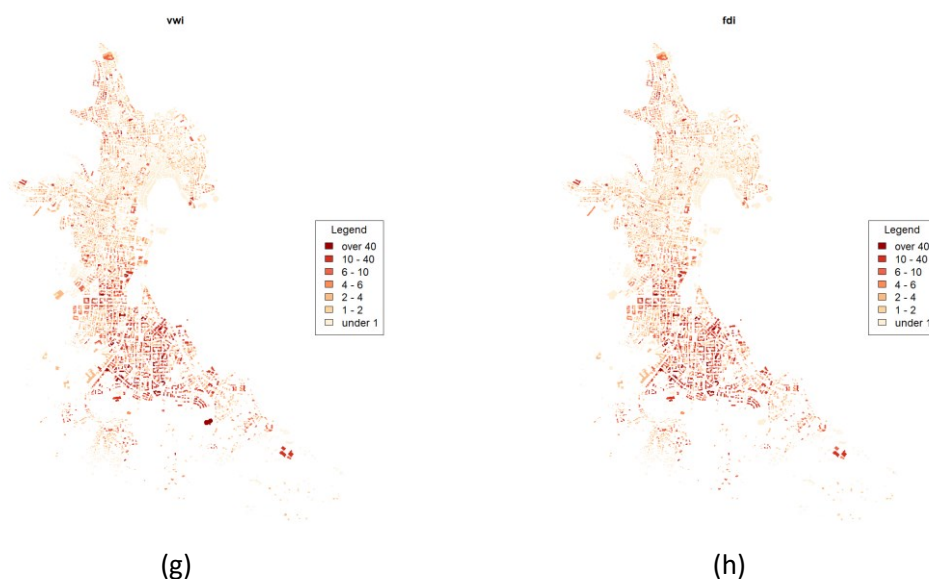 vwi
Legend
over 40
10 - 40
6 - 10
4 - 6
2 - 4
1 - 2
under 1
(g)
fdi
Legend
over 40
10 - 40
6 - 10
4 - 6
2 - 4
1 - 2
under 1
(h)